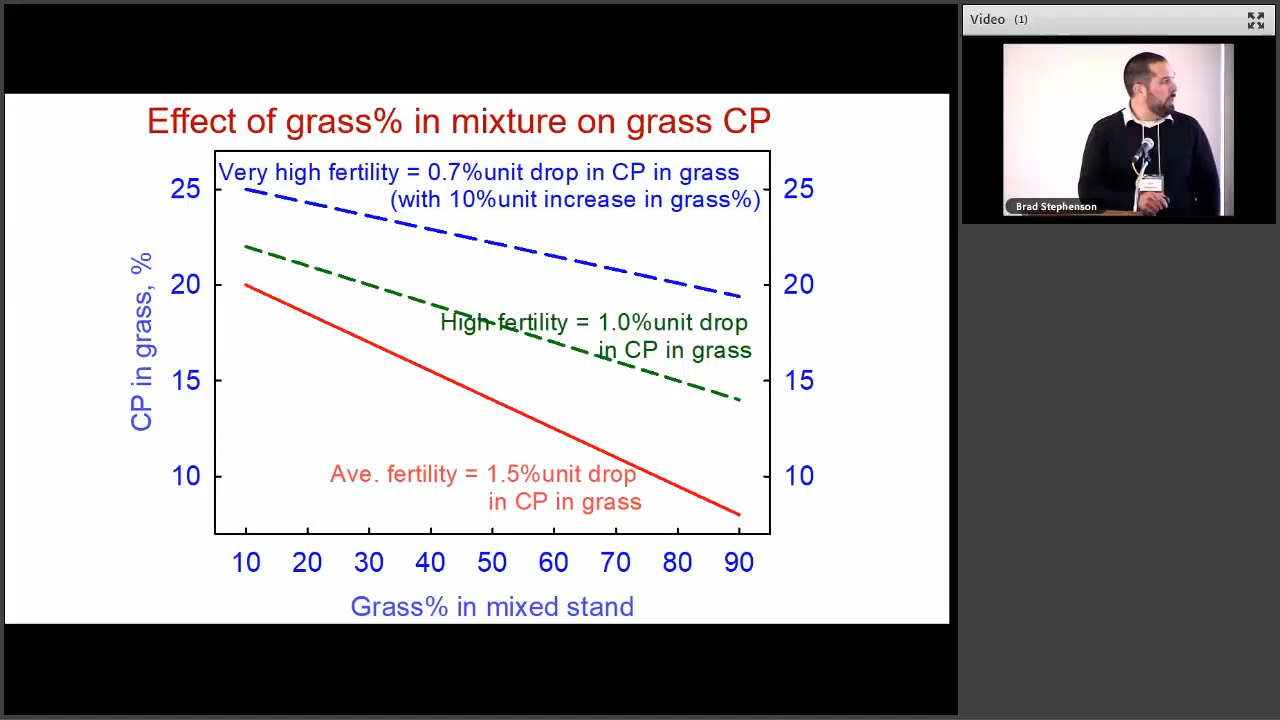 Effect of grass% in mixture on grass CP
Very high fertility = 0.7%unit drop in CP in grass
(with 10%unit increase in grass%)
High fertility = 1.0%unit drop
in CP in grass
Ave. fertility = 1.5%unit drop
in CP in grass
CP in grass, %
25
20
15
10
25
20
15
10
10 20 30 40 50 60 70 80 90
Grass% in mixed stand
Video (1)
Brad Stephenson